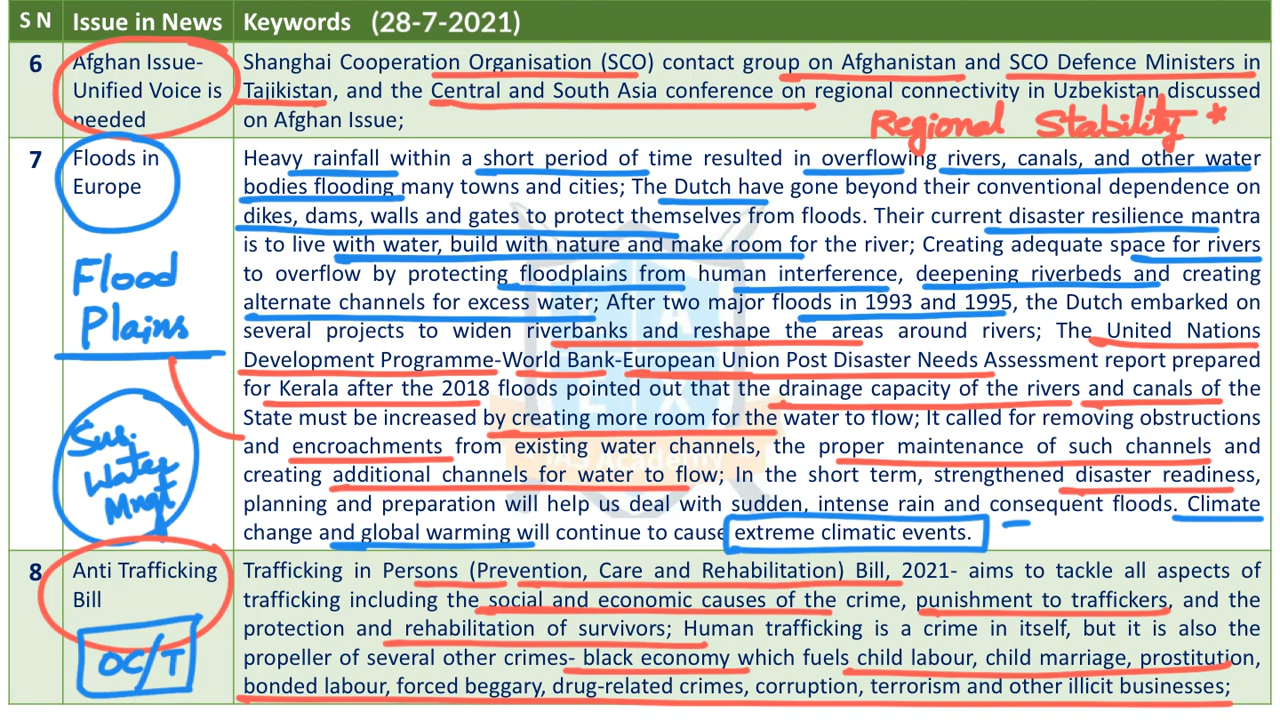 S N Issue in News Keywords (28-7-2021)
6 Afghan Issue- Unified Voice is needed
Shanghai Cooperation Organisation (SCO) contact group on Afghanistan and SCO Defence Ministers in
Tajikistan, and the Central and South Asia conference on regional connectivity in Uzbekistan discussed
on Afghan Issue;
Regional Stability *
7 Floods in Europe
Flood
Plains
Sus.
Water
Mngt
Heavy rainfall within a short period of time resulted in overflowing rivers, canals, and other water
bodies flooding many towns and cities; The Dutch have gone beyond their conventional dependence on
dikes, dams, walls and gates to protect themselves from floods. Their current disaster resilience mantra
is to live with water, build with nature and make room for the river; Creating adequate space for rivers
to overflow by protecting floodplains from human interference, deepening riverbeds and creating
alternate channels for excess water; After two major floods in 1993 and 1995, the Dutch embarked on
several projects to widen riverbanks and reshape the areas around rivers; The United Nations
Development Programme-World Bank-European Union Post Disaster Needs Assessment report prepared
for Kerala after the 2018 floods pointed out that the drainage capacity of the rivers and canals of the
State must be increased by creating more room for the water to flow; It called for removing obstructions
and encroachments from existing water channels, the proper maintenance of such channels and
creating additional channels for water to flow; In the short term, strengthened disaster readiness,
planning and preparation will help us deal with sudden, intense rain and consequent floods. Climate
change and global warming will continue to cause extreme climatic events.
8 Anti Trafficking Bill
OC/T
Trafficking in Persons (Prevention, Care and Rehabilitation) Bill, 2021- aims to tackle all aspects of
trafficking including the social and economic causes of the crime, punishment to traffickers, and the
protection and rehabilitation of survivors; Human trafficking is a crime in itself, but it is also the
propeller of several other crimes- black economy which fuels child labour, child marriage, prostitution,
bonded labour, forced beggary, drug-related crimes, corruption, terrorism and other illicit businesses;